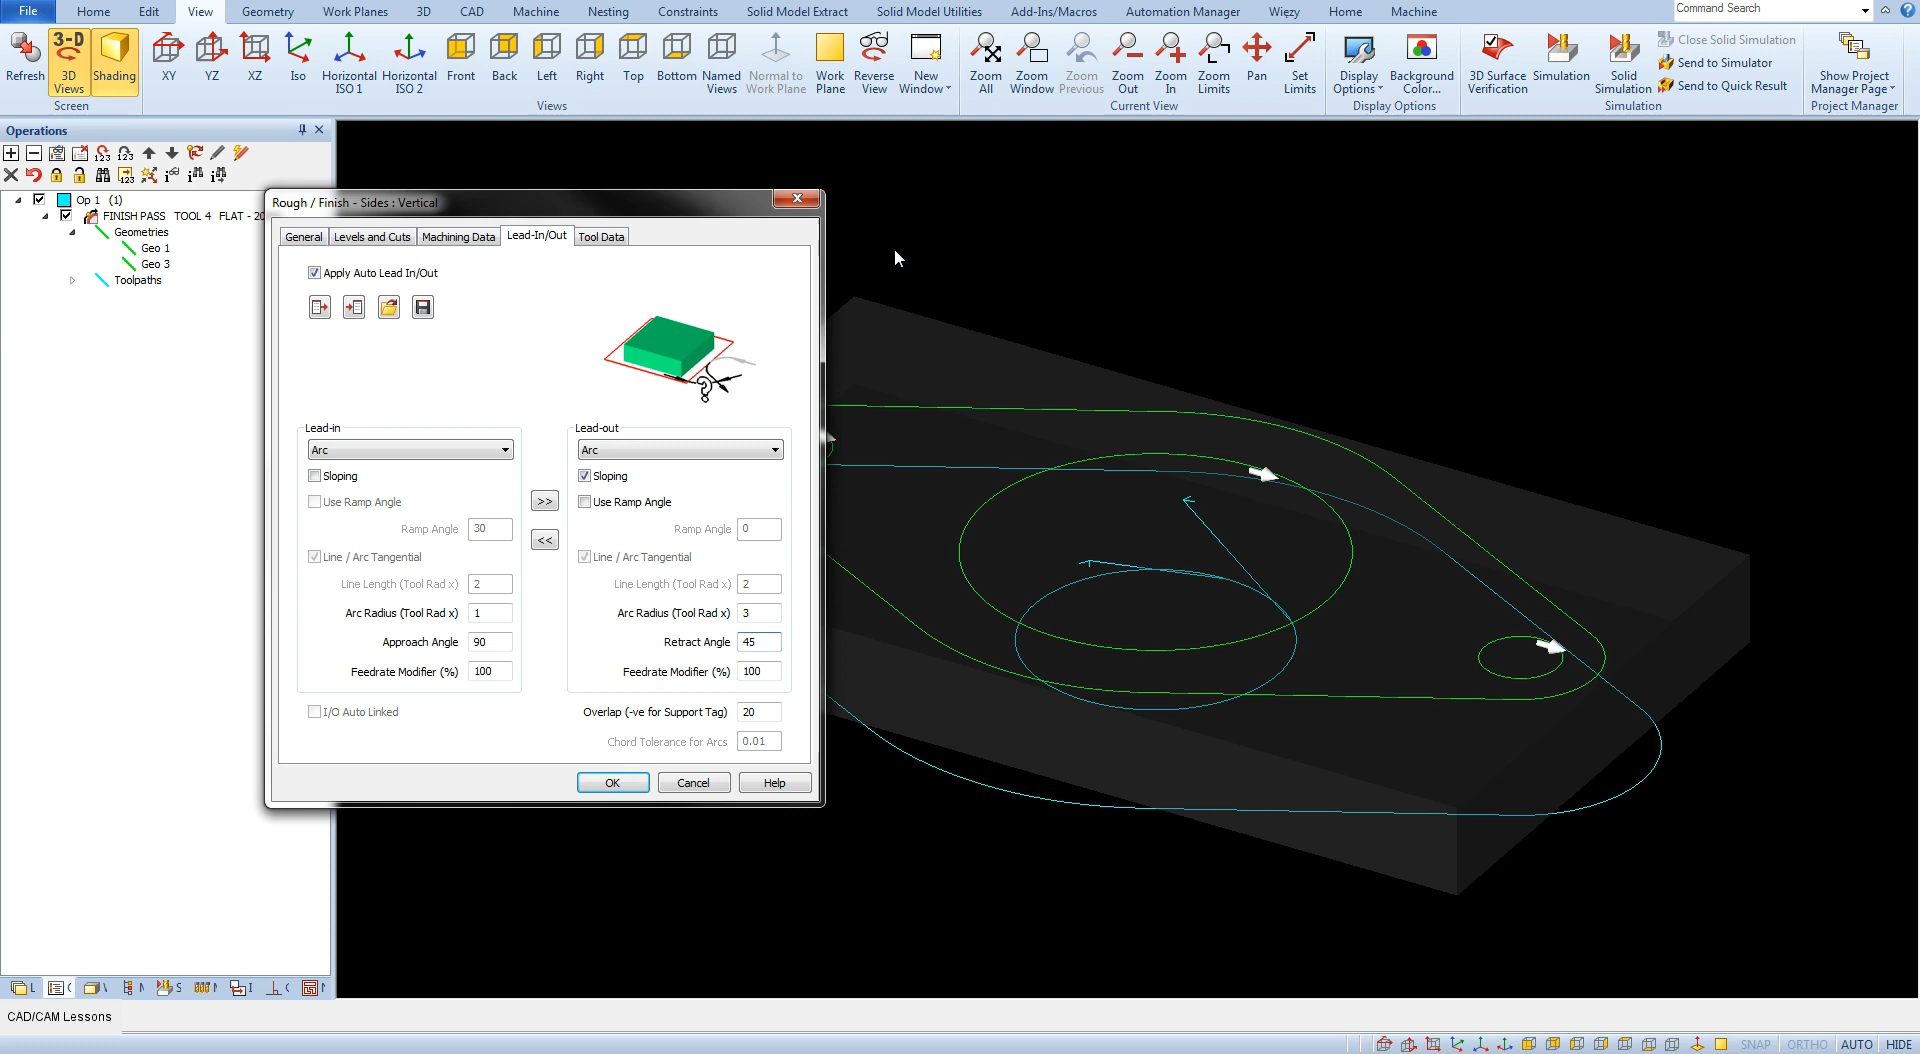 File Home Edit View Geometry Work Planes 3D CAD Machine Nesting Constraints Solid Model Extract Solid Model Utilities Add-Ins/Macros Automation Manager Więzy Home Machine Command Search
Refresh 3-D 3D Views Shading XY YZ XZ Iso Horizontal ISO 1 Horizontal ISO 2 Front Back Left Right Top Bottom Named Views Normal to Work Plane Work Plane Reverse View New Window Zoom All Zoom Window Zoom Previous Zoom Out Zoom In Zoom Limits Pan Set Limits Display Options Background Color... 3D Surface Verification Simulation Solid Simulation Close Solid Simulation Send to Simulator Send to Quick Result Show Project Manager Page
Screen Views Current View Display Options Simulation Project Manager
Operations
Op 1 (1)
FINISH PASS TOOL 4 FLAT - 20
Geometries
Geo 1
Geo 3
Toolpaths
Rough / Finish - Sides : Vertical
General Levels and Cuts Machining Data Lead-In/Out Tool Data
Apply Auto Lead In/Out
Lead-in Lead-out
Arc Arc
Sloping Sloping
Use Ramp Angle Use Ramp Angle
>>
Ramp Angle 30 Ramp Angle 0
<<
Line / Arc Tangential Line / Arc Tangential
Line Length (Tool Rad x) 2 Line Length (Tool Rad x) 2
Arc Radius (Tool Rad x) 1 Arc Radius (Tool Rad x) 3
Approach Angle 90 Retract Angle 45
Feedrate Modifier (%) 100 Feedrate Modifier (%) 100
I/O Auto Linked Overlap (-ve for Support Tag) 20
Chord Tolerance for Arcs 0.01
OK Cancel Help
CAD/CAM Lessons
SNAP ORTHO AUTO HIDE